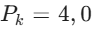 P_k = 4,0